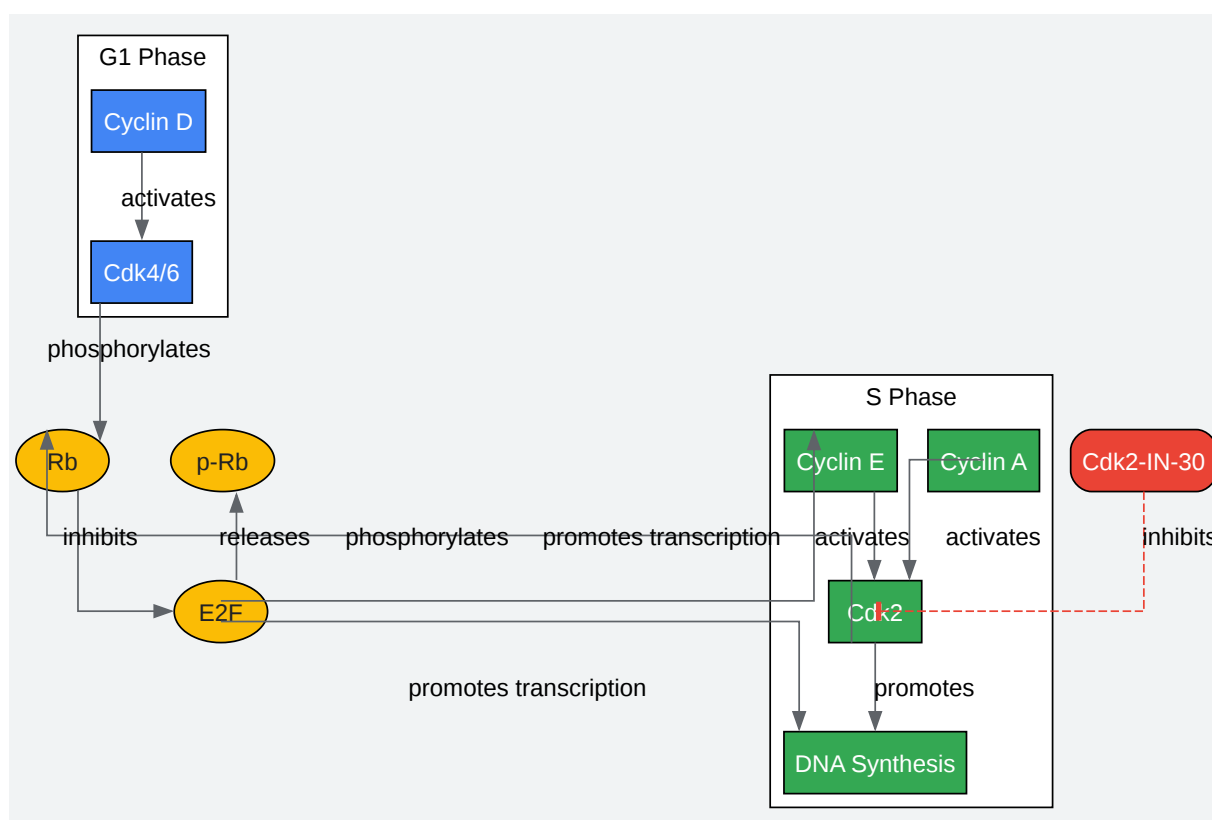 G1 Phase
Cyclin D
activates
Cdk4/6
phosphorylates
S Phase
Rb
p-Rb
Cyclin E
Cyclin A
Cdk2-IN-30
inhibits
releases
phosphorylates
promotes transcription
activates
activates
inhibits
E2F
Cdk2
promotes transcription
promotes
DNA Synthesis